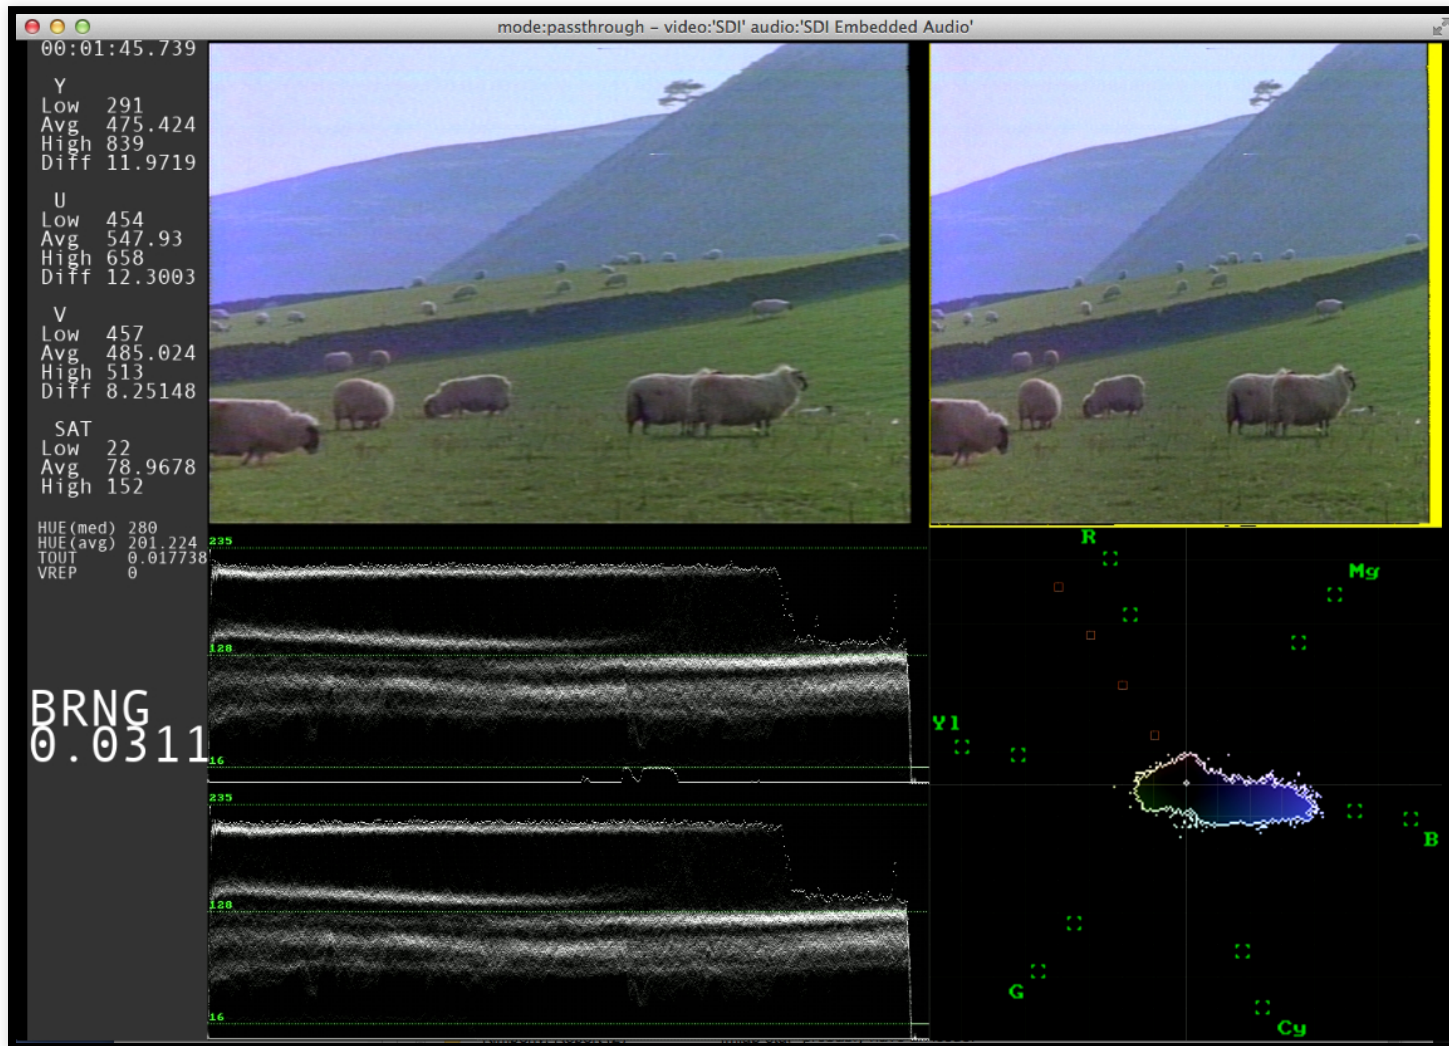 mode:passthrough – video:'SDI' audio:'SDI Embedded Audio'
00:01:45.739
Y
Low 291
Avg 475.424
High 839
Diff 11.9719
U
Low 454
Avg 547.93
High 658
Diff 12.3003
V
Low 457
Avg 485.024
High 513
Diff 8.25148
SAT
Low 22
Avg 78.9678
High 152
HUE(med) 280
HUE(avg) 201.224
TOUT 0.017738
VREP 0
BRNG
0.0311
235
128
16
235
128
16
R
Mg
Yl
B
G
Cy